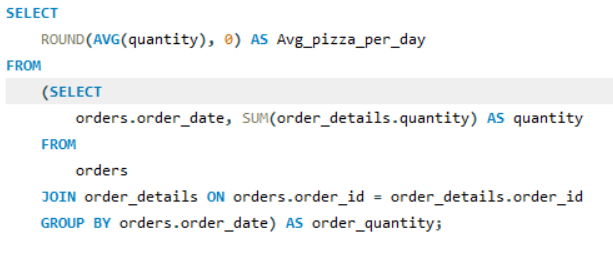 SELECT
ROUND(AVG(quantity), 0) AS Avg_pizza_per_day
FROM
(SELECT
orders.order_date, SUM(order_details.quantity) AS quantity
FROM
orders
JOIN order_details ON orders.order_id = order_details.order_id
GROUP BY orders.order_date) AS order_quantity;